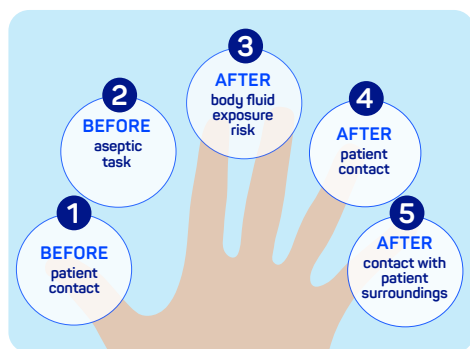 1
BEFORE
patient
contact
2
BEFORE
aseptic
task
3
AFTER
body fluid
exposure
risk
4
AFTER
patient
contact
5
AFTER
contact with
patient
surroundings